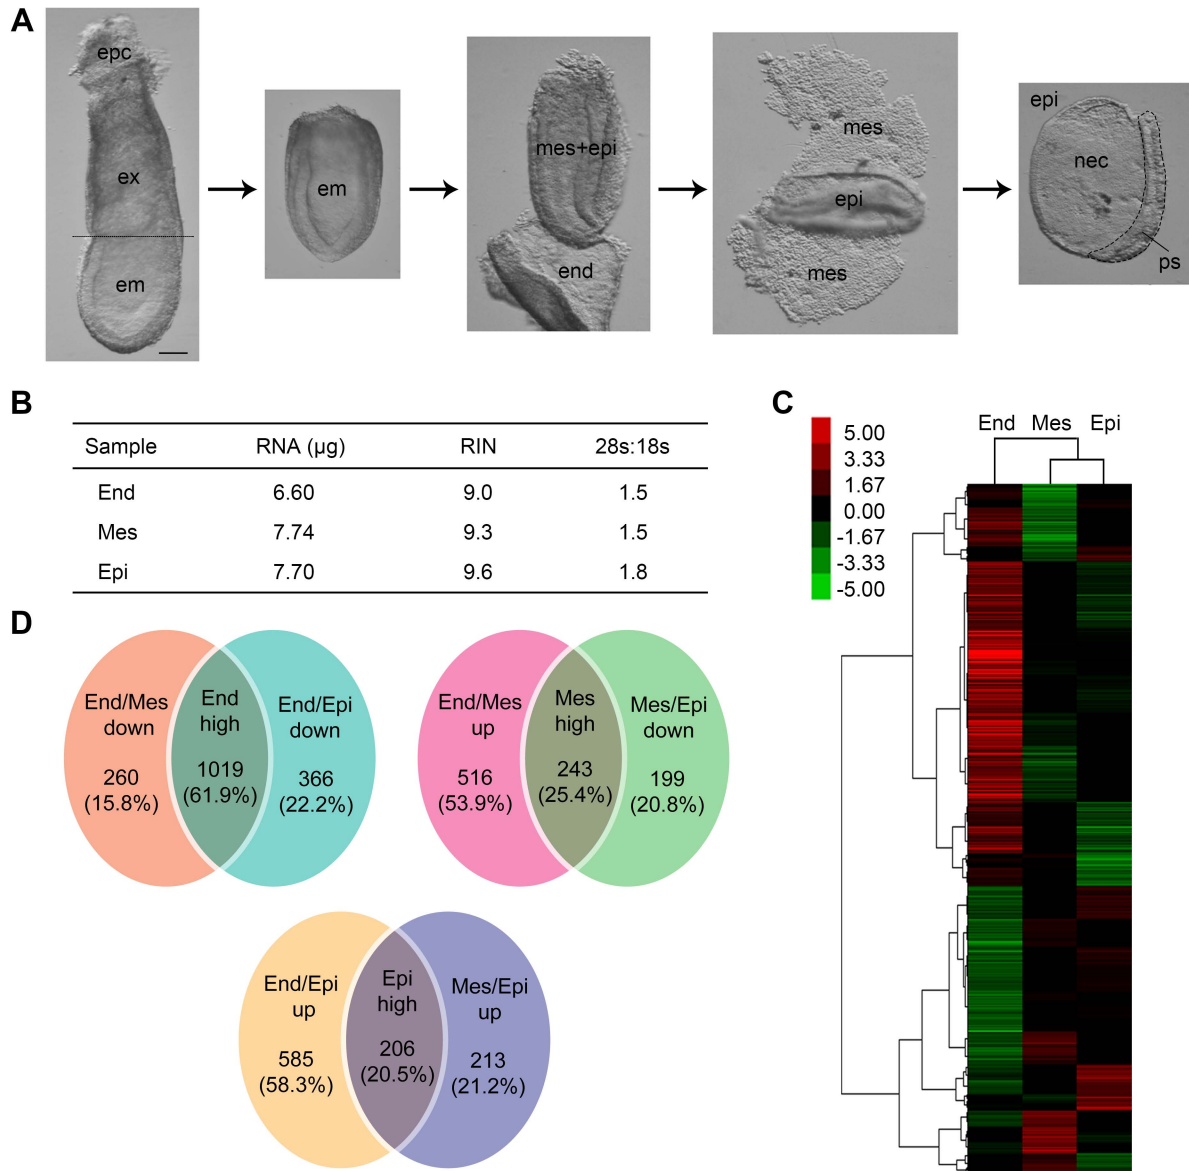 A
epc
ex
em
em
mes+epi
end
mes
epi
mes
epi
nec
ps
B
Sample RNA (µg) RIN 28s:18s
End 6.60 9.0 1.5
Mes 7.74 9.3 1.5
Epi 7.70 9.6 1.8
C
End Mes Epi
5.00
3.33
1.67
0.00
-1.67
-3.33
-5.00
D
End/Mes
down
260
(15.8%)
End
high
1019
(61.9%)
End/Epi
down
366
(22.2%)
End/Mes
up
516
(53.9%)
Mes
high
243
(25.4%)
Mes/Epi
down
199
(20.8%)
End/Epi
up
585
(58.3%)
Epi
high
206
(20.5%)
Mes/Epi
up
213
(21.2%)